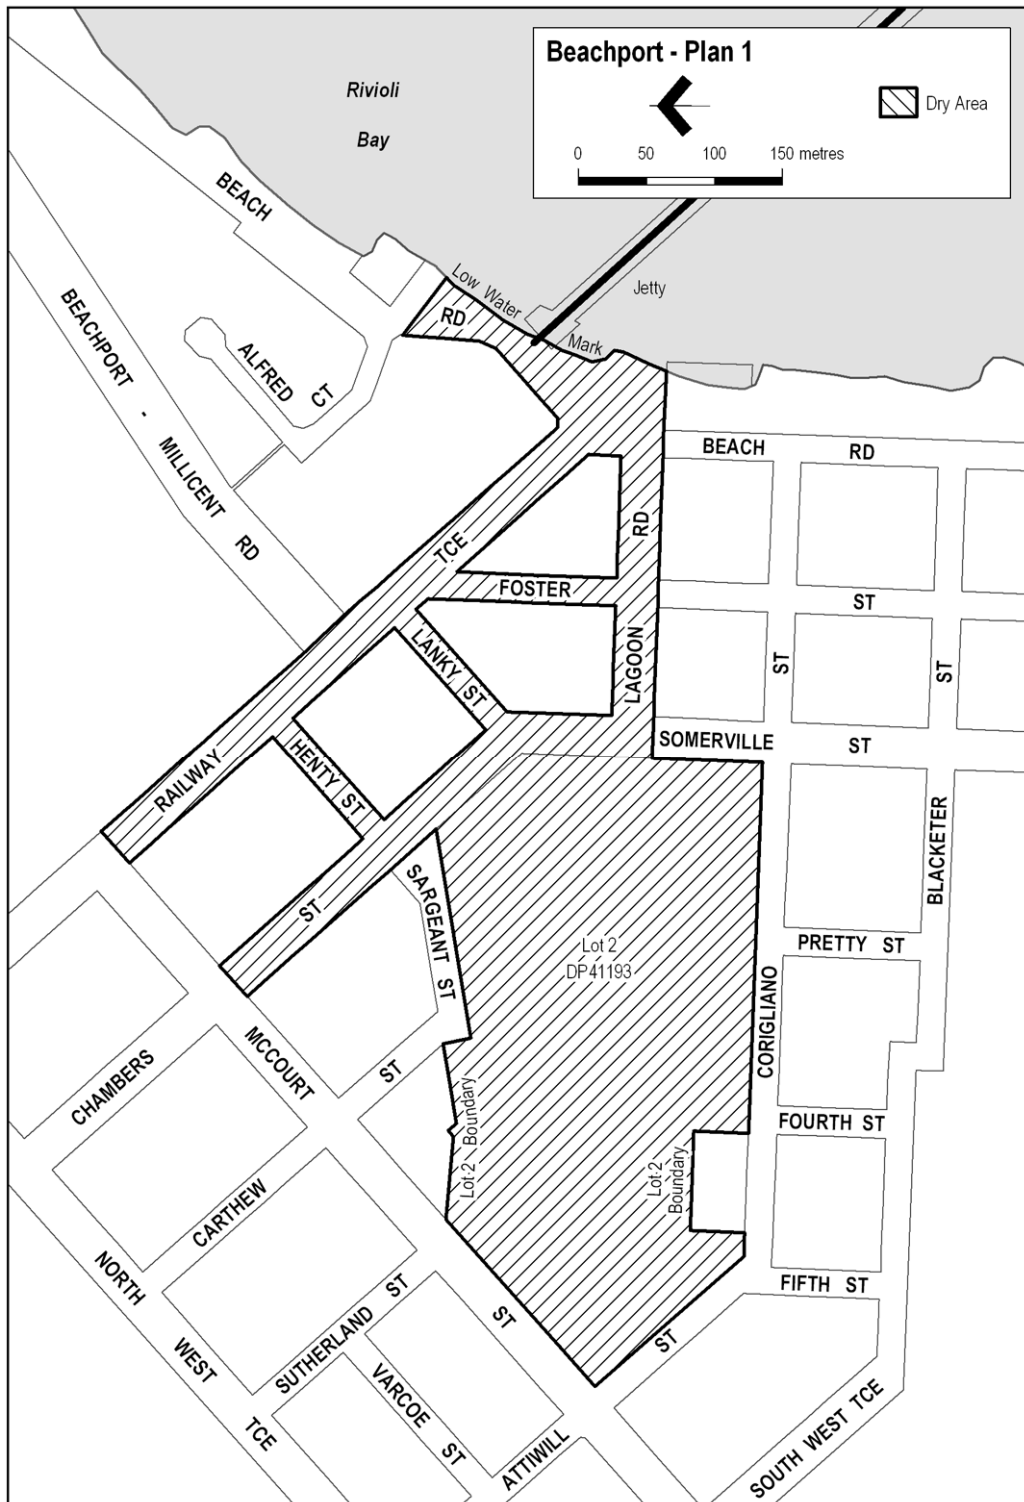 Beachport - Plan 1
Dry Area
0 50 100 150 metres
Rivioli
Bay
BEACH
RD
Low Water
Mark
Jetty
BEACHPORT - MILLICENT RD
ALFRED CT
BEACH RD
TCE
RD
FOSTER
ST
LANKY ST
LAGOON
ST
ST
SOMERVILLE ST
RAILWAY
HENTY ST
BLACKETER
SARGEANT ST
ST
PRETTY ST
Lot 2
DP41193
CORIGLIANO
MCCOURT
ST
CHAMBERS
Lot 2
Boundary
FOURTH ST
Lot 2
Boundary
CARTHEW
NORTH WEST TCE
SUTHERLAND ST
ST
FIFTH ST
ST
VARCOE ST
ATTIWILL
SOUTH WEST TCE